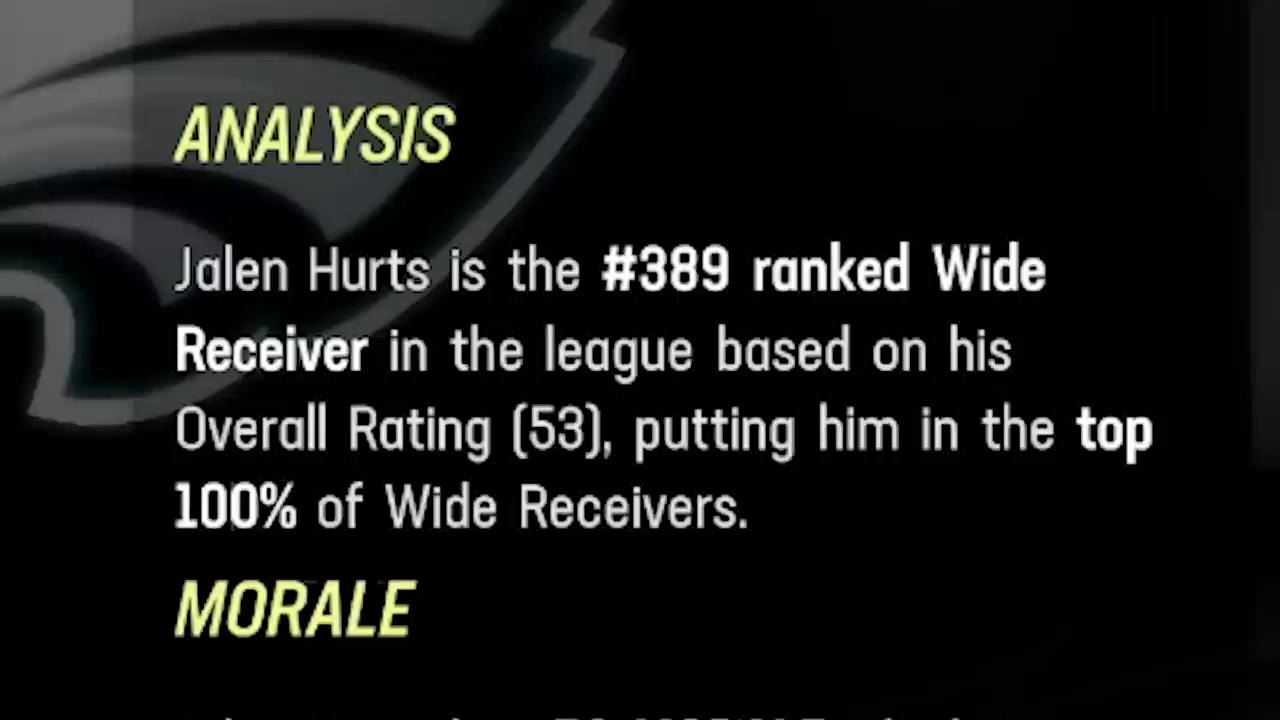 ANALYSIS
Jalen Hurts is the #389 ranked Wide
Receiver in the league based on his
Overall Rating (53), putting him in the top
100% of Wide Receivers.
MORALE